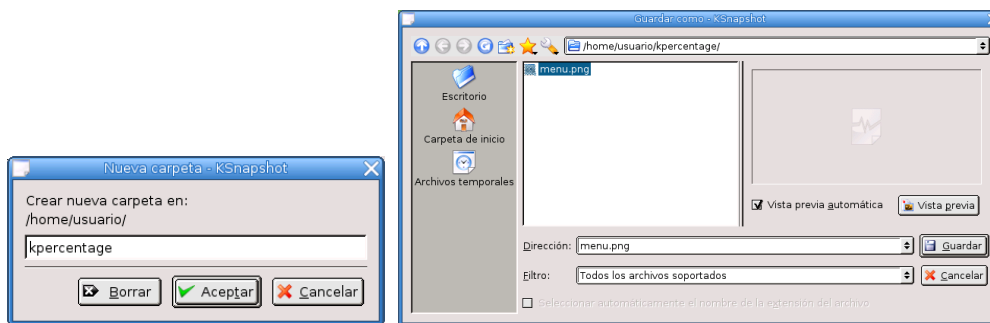 Nueva carpeta - KSnapshot
Crear nueva carpeta en:
/home/usuario/
kpercentage
Borrar
Aceptar
Cancelar
Guardar como - KSnapshot
/home/usuario/kpercentage/
Escritorio
Carpeta de inicio
Archivos temporales
menu.png
Vista previa automática
Vista previa
Dirección: menu.png
Guardar
Filtro: Todos los archivos soportados
Cancelar
Seleccionar automáticamente el nombre de la extensión del archivo